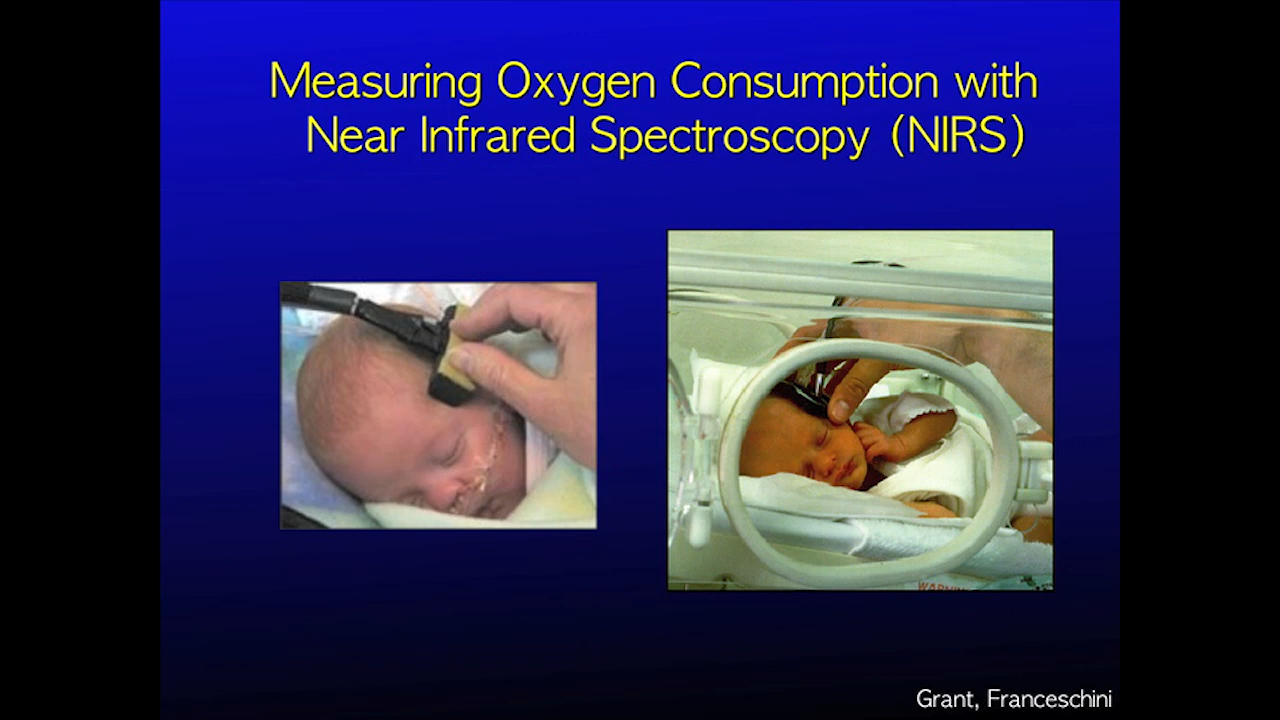 Measuring Oxygen Consumption with
Near Infrared Spectroscopy (NIRS)
Grant, Franceschini